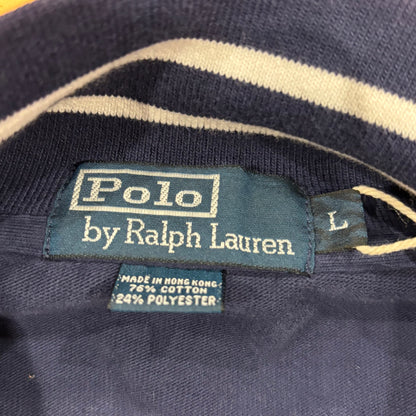 Polo
by Ralph Lauren
L
MADE IN HONG KONG
76% COTTON
24% POLYESTER